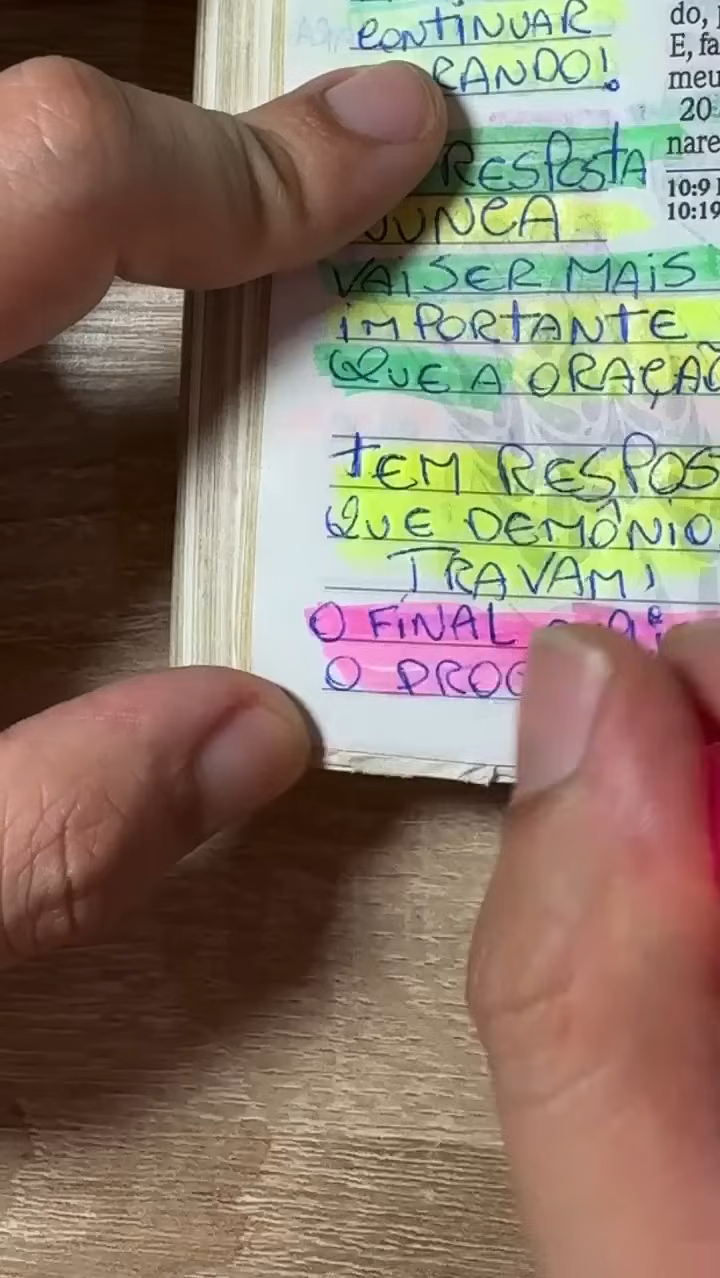 CONTINUAR
RANDO!
RESPOSTA
NUNCA
VAI SER MAIS
IMPORTANTE
QUE A ORAÇÃO
TEM RESPOS
QUE DEMÔNIO
TRAVAM!
O FINAL
O PROC
do,
E, fa
meu
20
nare
10:9
10:19